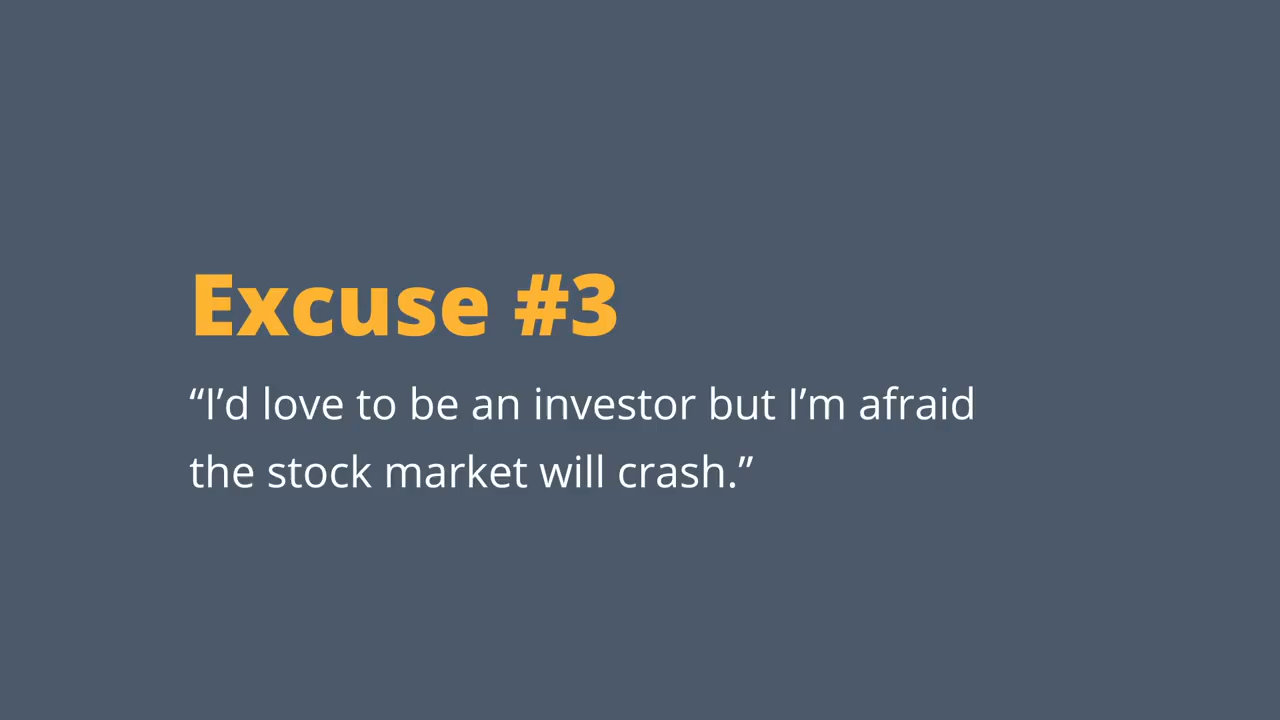 Excuse #3
“I’d love to be an investor but I’m afraid
the stock market will crash.”